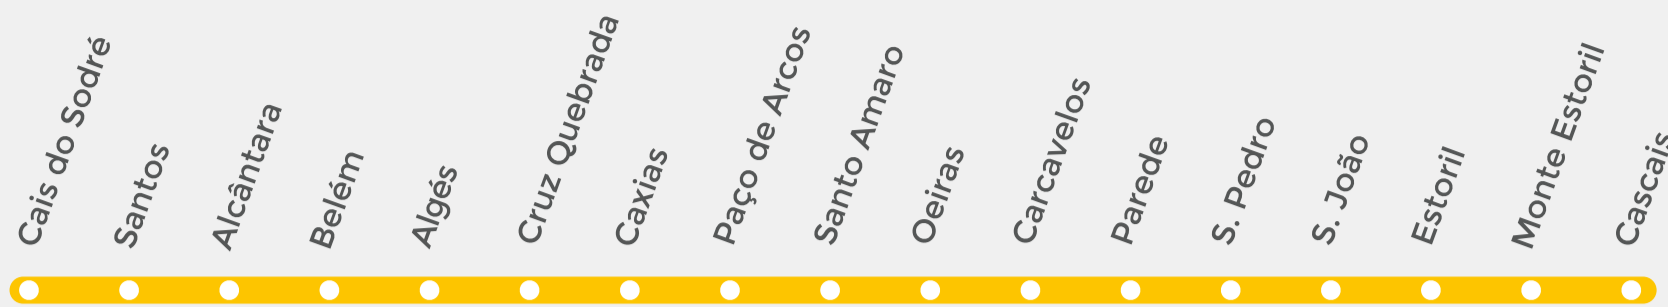 Cais do Sodré
Santos
Alcântara
Belém
Algés
Cruz Quebrada
Caxias
Paço de Arcos
Santo Amaro
Oeiras
Carcavelos
Parede
S. Pedro
S. João
Estoril
Monte Estoril
Cascais